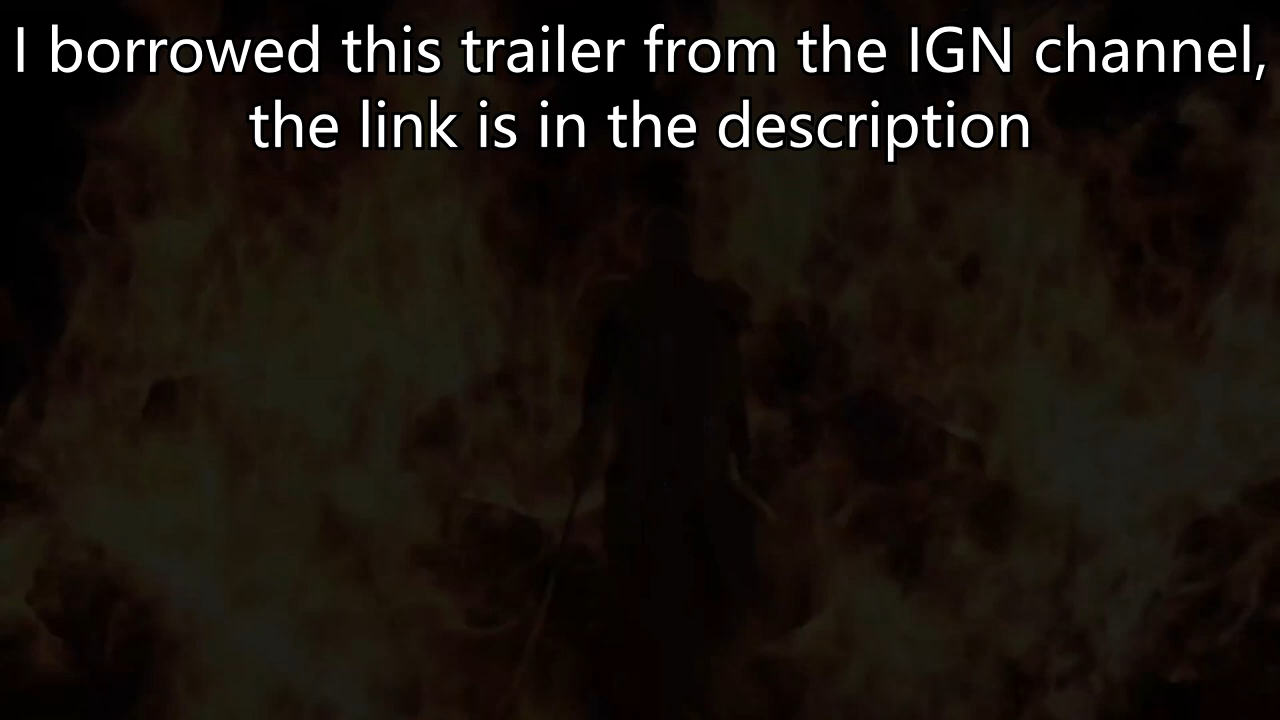 I borrowed this trailer from the IGN channel,
the link is in the description